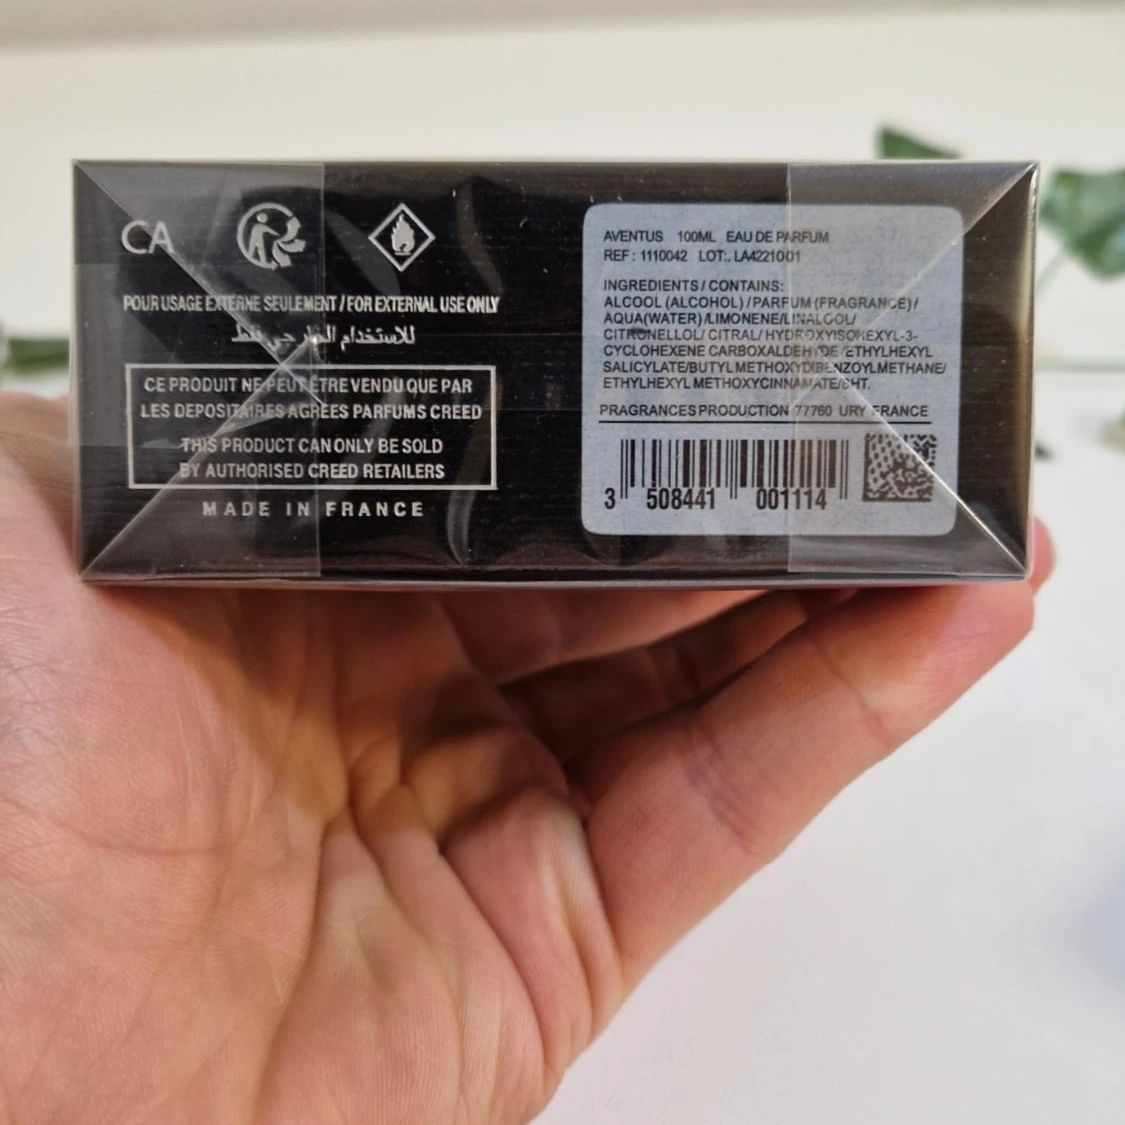 CA
POUR USAGE EXTERNE SEULEMENT / FOR EXTERNAL USE ONLY
للاستخدام الخارجي فقط
CE PRODUIT NE PEUT ETRE VENDU QUE PAR
LES DEPOSITAIRES AGREES PARFUMS CREED
THIS PRODUCT CAN ONLY BE SOLD
BY AUTHORISED CREED RETAILERS
MADE IN FRANCE
AVENTUS 100ML EAU DE PARFUM
REF : 1110042 LOT:. LA4221001
INGREDIENTS / CONTAINS:
ALCOOL (ALCOHOL) / PARFUM (FRAGRANCE) /
AQUA(WATER) /LIMONENE/LINALOOL/
CITRONELLOL/ CITRAL/ HYDROXYISOHEXYL-3-
CYCLOHEXENE CARBOXALDEHYDE /ETHYLHEXYL
SALICYLATE/BUTYL METHOXYDIBENZOYLMETHANE/
ETHYLHEXYL METHOXYCINNAMATE/BHT.
FRAGRANCES PRODUCTION 77760 URY FRANCE
3 508441 001114